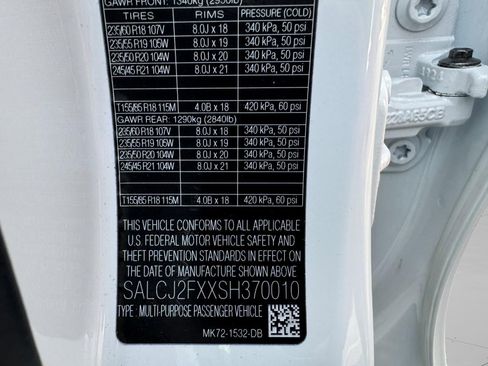 GAWR FRONT: 1340kg (2950lb)
TIRES RIMS PRESSURE (COLD)
235/60 R18 107V 8.0J x 18 340 kPa, 50 psi
235/55 R19 105W 8.0J x 19 340 kPa, 50 psi
235/50 R20 104W 8.0J x 20 340 kPa, 50 psi
245/45 R21 104W 8.0J x 21 340 kPa, 50 psi
T155/85 R18 115M 4.0B x 18 420 kPa, 60 psi
GAWR REAR: 1290kg (2840lb)
235/60 R18 107V 8.0J x 18 340 kPa, 50 psi
235/55 R19 105W 8.0J x 19 340 kPa, 50 psi
235/50 R20 104W 8.0J x 20 340 kPa, 50 psi
245/45 R21 104W 8.0J x 21 340 kPa, 50 psi
T155/85 R18 115M 4.0B x 18 420 kPa, 60 psi
THIS VEHICLE CONFORMS TO ALL APPLICABLE
U.S. FEDERAL MOTOR VEHICLE SAFETY AND
THEFT PREVENTION STANDARDS IN EFFECT ON
THE DATE OF MANUFACTURE SHOWN ABOVE
SALCJ2FXXSH370010
TYPE: MULTI-PURPOSE PASSENGER VEHICLE
MK72-1532-DB